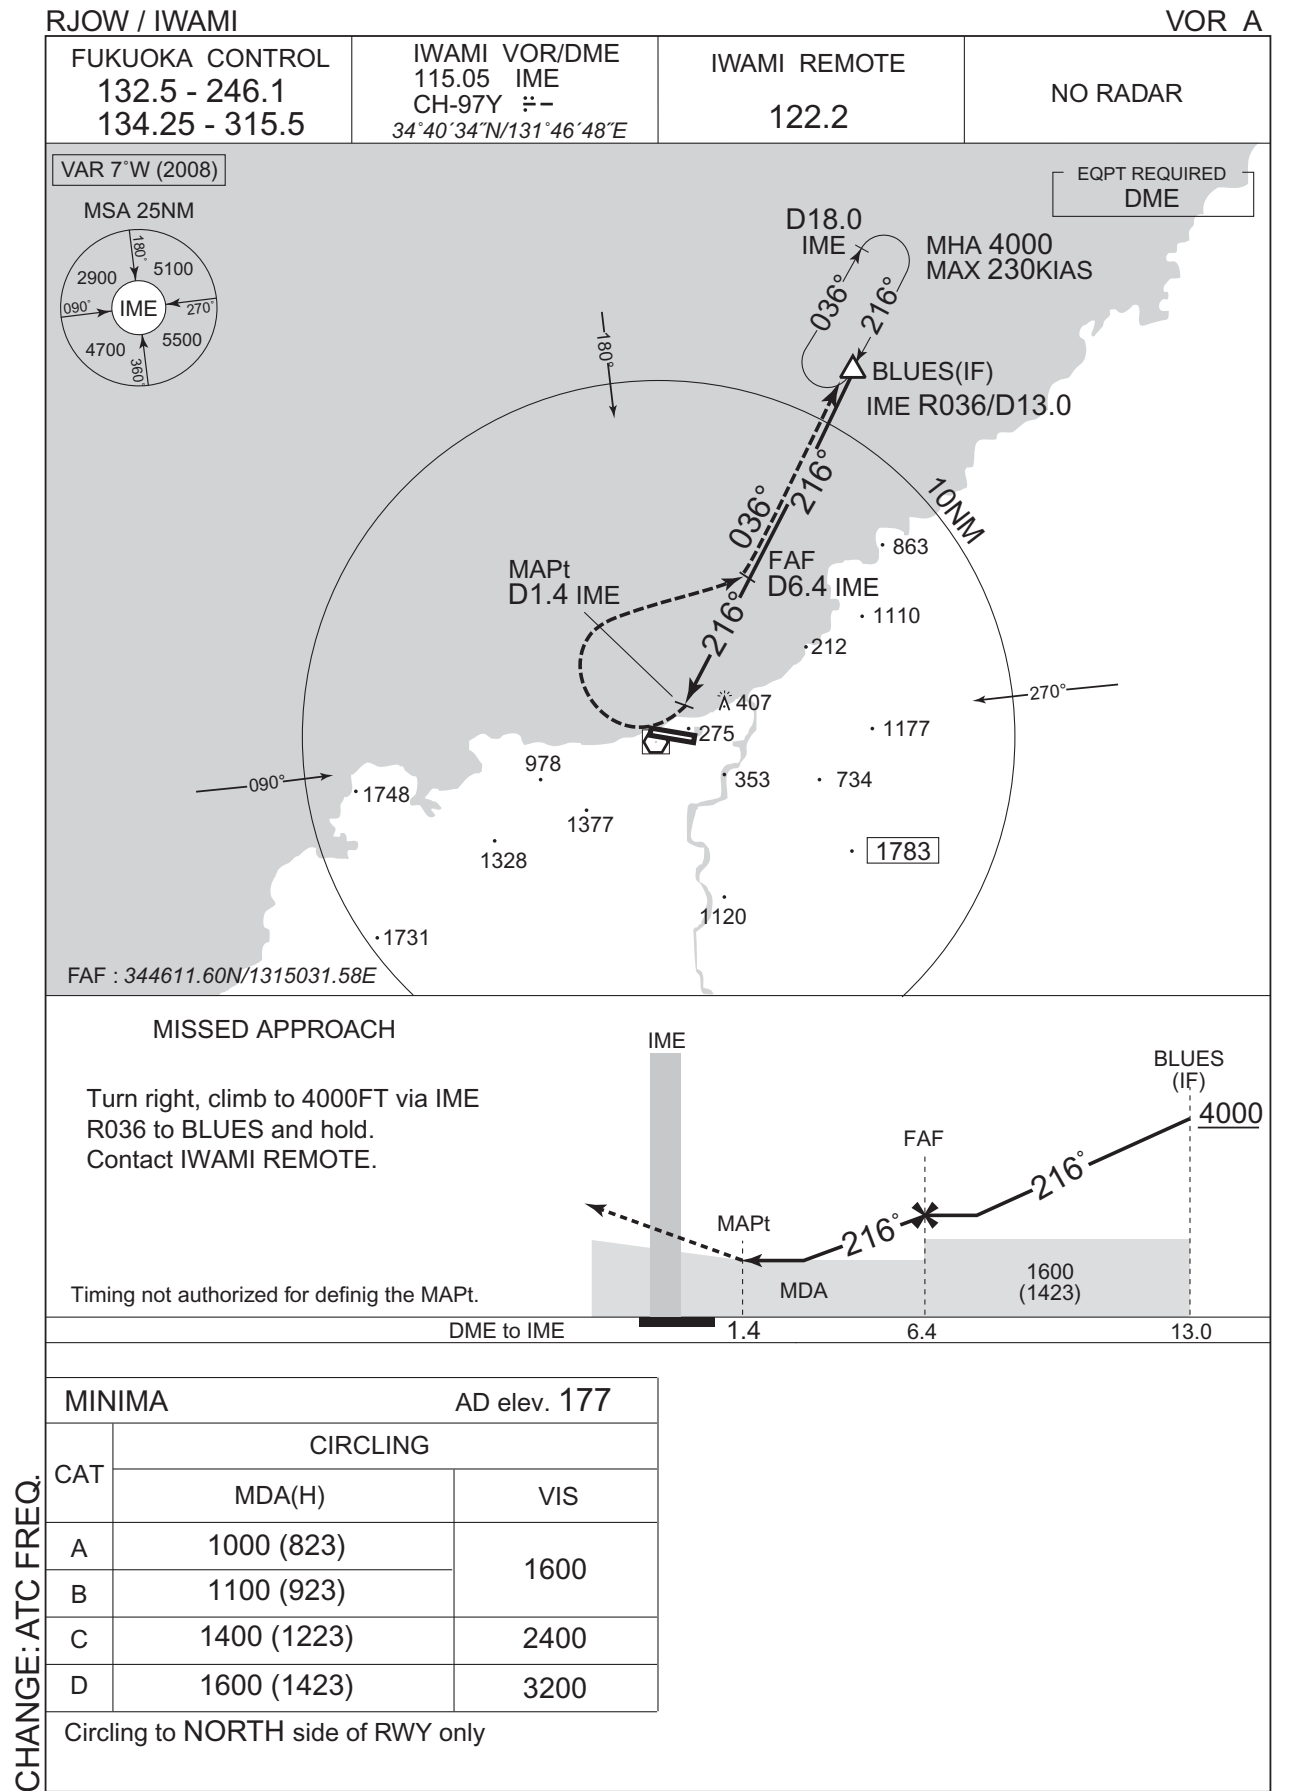 RJOW / IWAMI
VOR A
FUKUOKA CONTROL
132.5 - 246.1
134.25 - 315.5
IWAMI VOR/DME
115.05 IME
CH-97Y
34°40´34˝N/131°46´48˝E
IWAMI REMOTE
122.2
NO RADAR
VAR 7°W (2008)
MSA 25NM
180°
2900
5100
090°
IME
270°
4700
5500
360°
EQPT REQUIRED
DME
D18.0
IME
MHA 4000
MAX 230KIAS
036°
216°
180°
BLUES(IF)
IME R036/D13.0
10NM
036°
216°
863
MAPt
D1.4 IME
FAF
D6.4 IME
216°
1110
212
407
270°
275
1177
978
090°
1748
353
734
1377
1328
1783
1120
1731
FAF : 344611.60N/1315031.58E
MISSED APPROACH
Turn right, climb to 4000FT via IME
R036 to BLUES and hold.
Contact IWAMI REMOTE.
Timing not authorized for definig the MAPt.
IME
BLUES
(IF)
4000
FAF
216°
MAPt
216°
MDA
1600
(1423)
DME to IME
1.4
6.4
13.0
MINIMA
AD elev. 177
CAT
CIRCLING
MDA(H)
VIS
A
1000 (823)
1600
B
1100 (923)
C
1400 (1223)
2400
D
1600 (1423)
3200
Circling to NORTH side of RWY only
CHANGE: ATC FREQ.